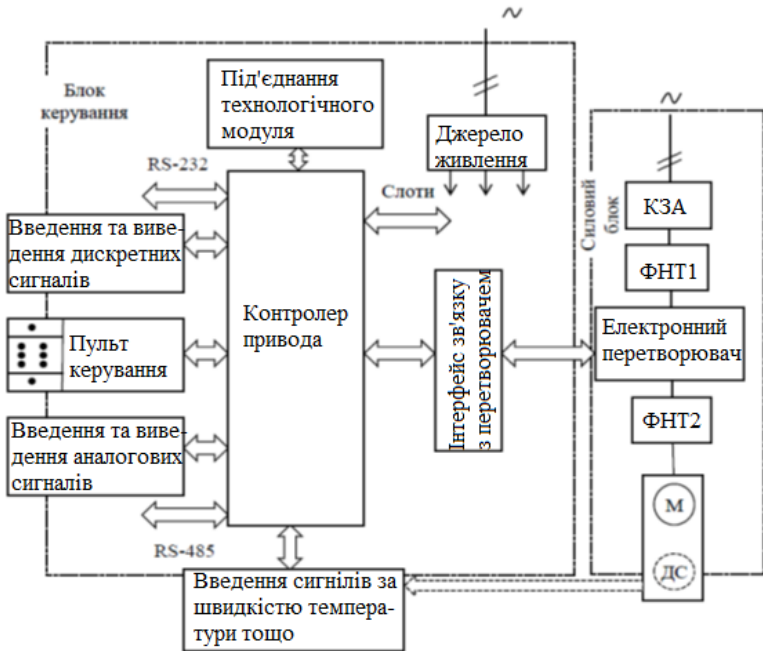 Блок
керування
Під'єднання
технологічного
модуля
Джерело
живлення
RS-232
Слоти
Введення та виве-
дення дискретних
сигналів
Пульт
керування
Введення та виве-
дення аналогових
сигналів
RS-485
Контролер
привода
Інтерфейс зв'язку
з перетворювачем
Введення сигнілів за
швидкістю темпера-
тури тощо
Силовий
блок
КЗА
ФНТ1
Електронний
перетворювач
ФНТ2
М
ДС